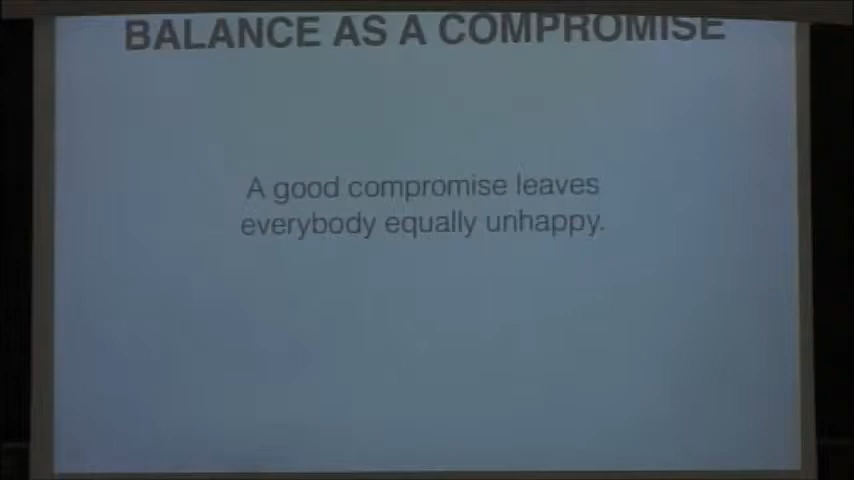 BALANCE AS A COMPROMISE
A good compromise leaves
everybody equally unhappy.